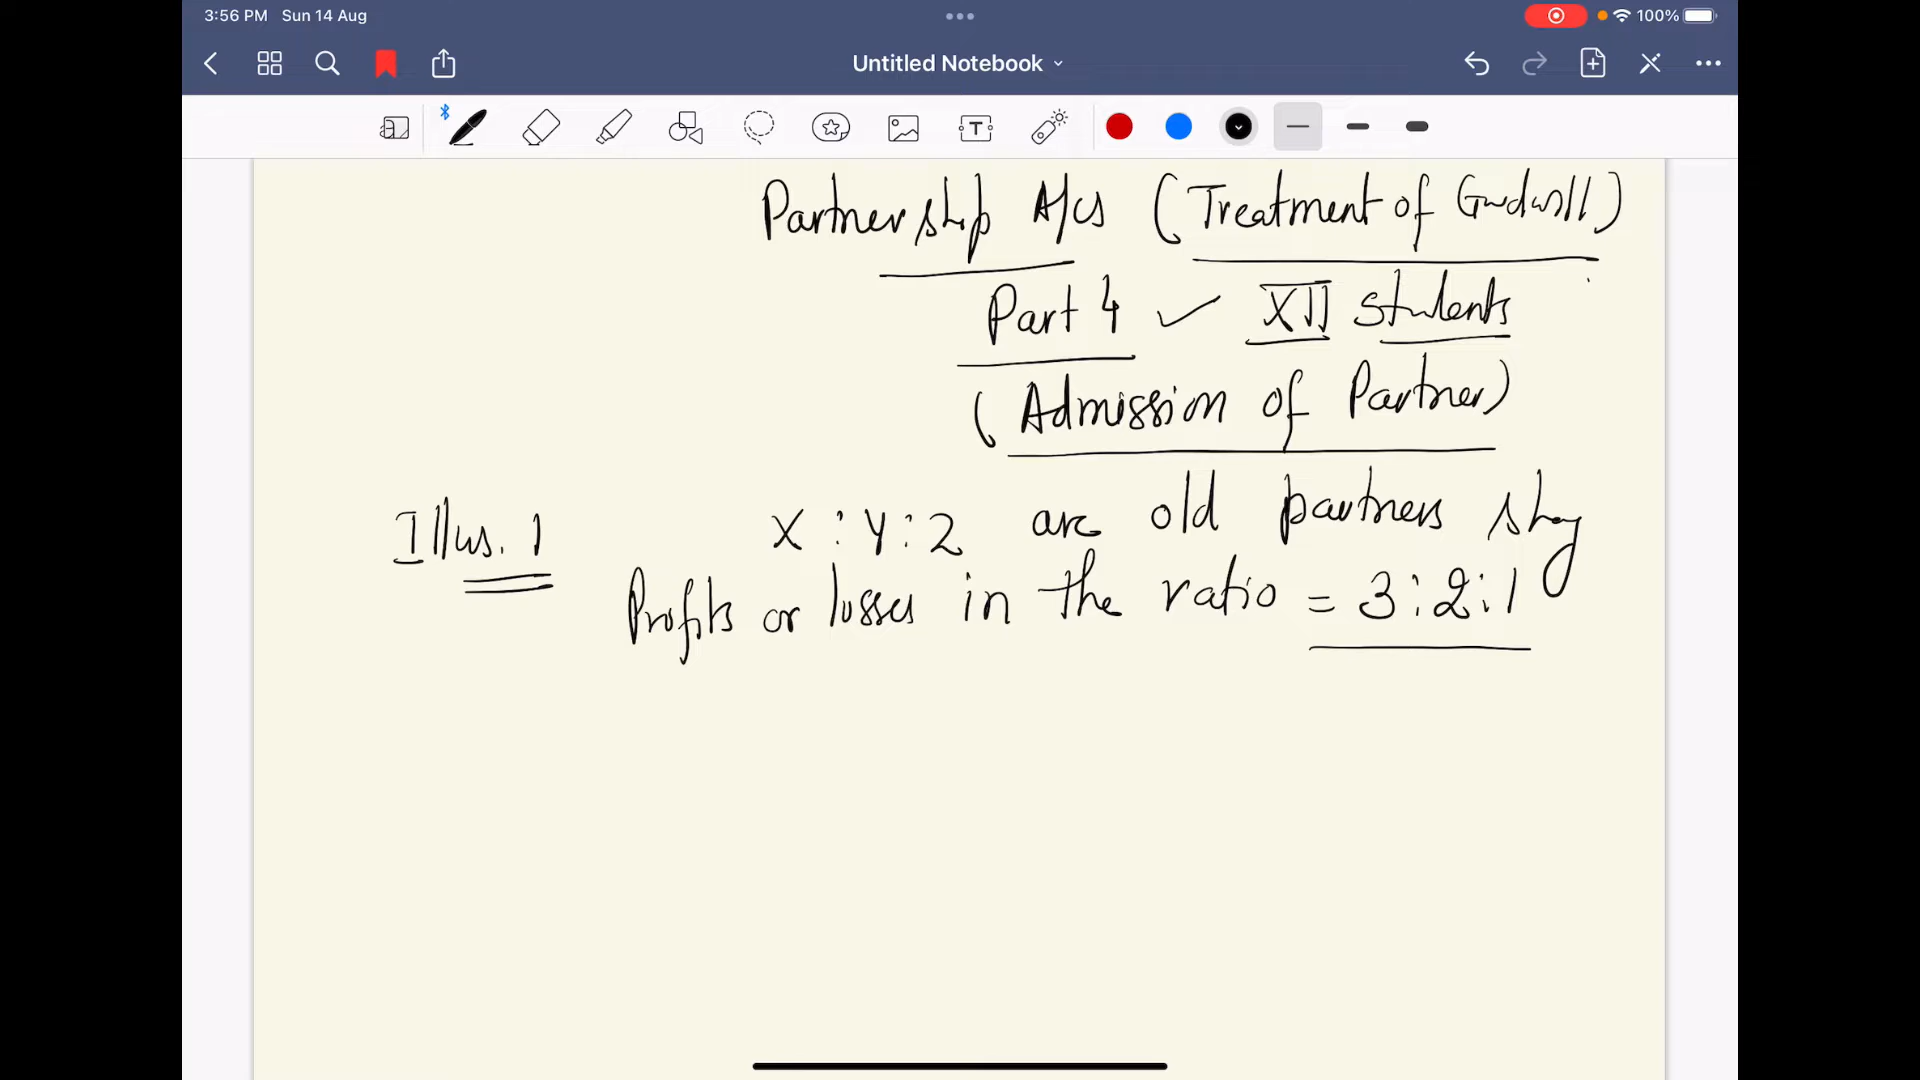 3:56 PM Sun 14 Aug 100%
Untitled Notebook
T
Partnership A/cs (Treatment of Goodwill)
Part 4 ✓ XII students
(Admission of Partner)
Illus. 1 X : Y : Z are old partners sharing
Profits or losses in the ratio = 3:2:1